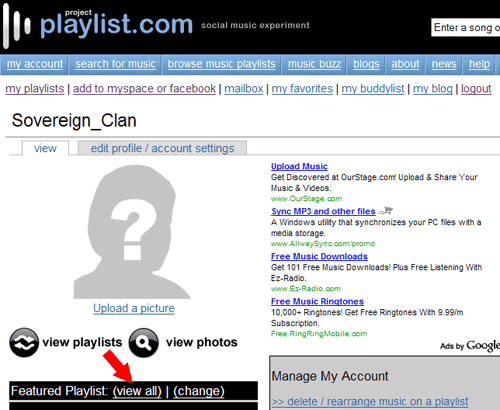 project
playlist.com
social music experiment
Enter a song o
my account | search for music | browse music playlists | music buzz | blogs | about | news | help
my playlists | add to myspace or facebook | mailbox | my favorites | my buddylist | my blog | logout
Sovereign_Clan
view
edit profile / account settings
?
Upload a picture
Upload Music
Get Discovered at OurStage.com! Upload & Share Your
Music & Videos.
www.OurStage.com
Sync MP3 and other files
A Windows utility that synchronizes your PC files with a
media storage.
www.AllwaySync.com/promo
Free Music Downloads
Get 101 Free Music Downloads! Plus Free Listening With
Ez-Radio.
www.Ez-Radio.com
Free Music Ringtones
10,000+ Ringtones! Get Free Ringtones With 9.99/m
Subscription.
Free.RingRingMobile.com
Ads by Google
view playlists
view photos
Featured Playlist: (view all) | (change)
Manage My Account
>> delete / rearrange music on a playlist